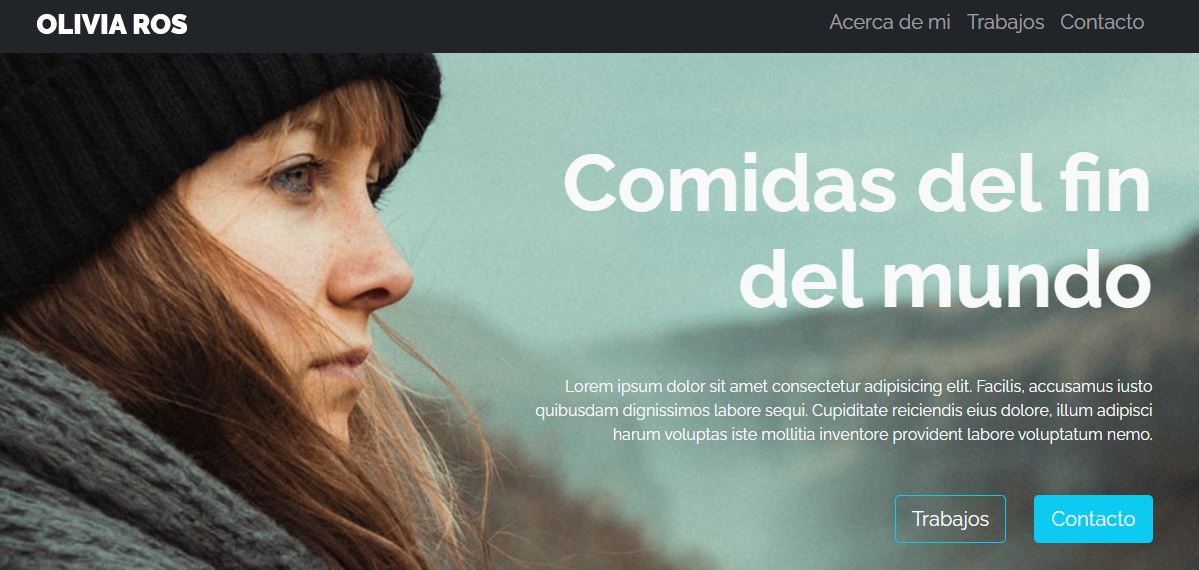 OLIVIA ROS
Acerca de mi Trabajos Contacto
Comidas del fin
del mundo
Lorem ipsum dolor sit amet consectetur adipisicing elit. Facilis, accusamus iusto
quibusdam dignissimos labore sequi. Cupiditate reiciendis eius dolore, illum adipisci
harum voluptas iste mollitia inventore provident labore voluptatum nemo.
Trabajos Contacto